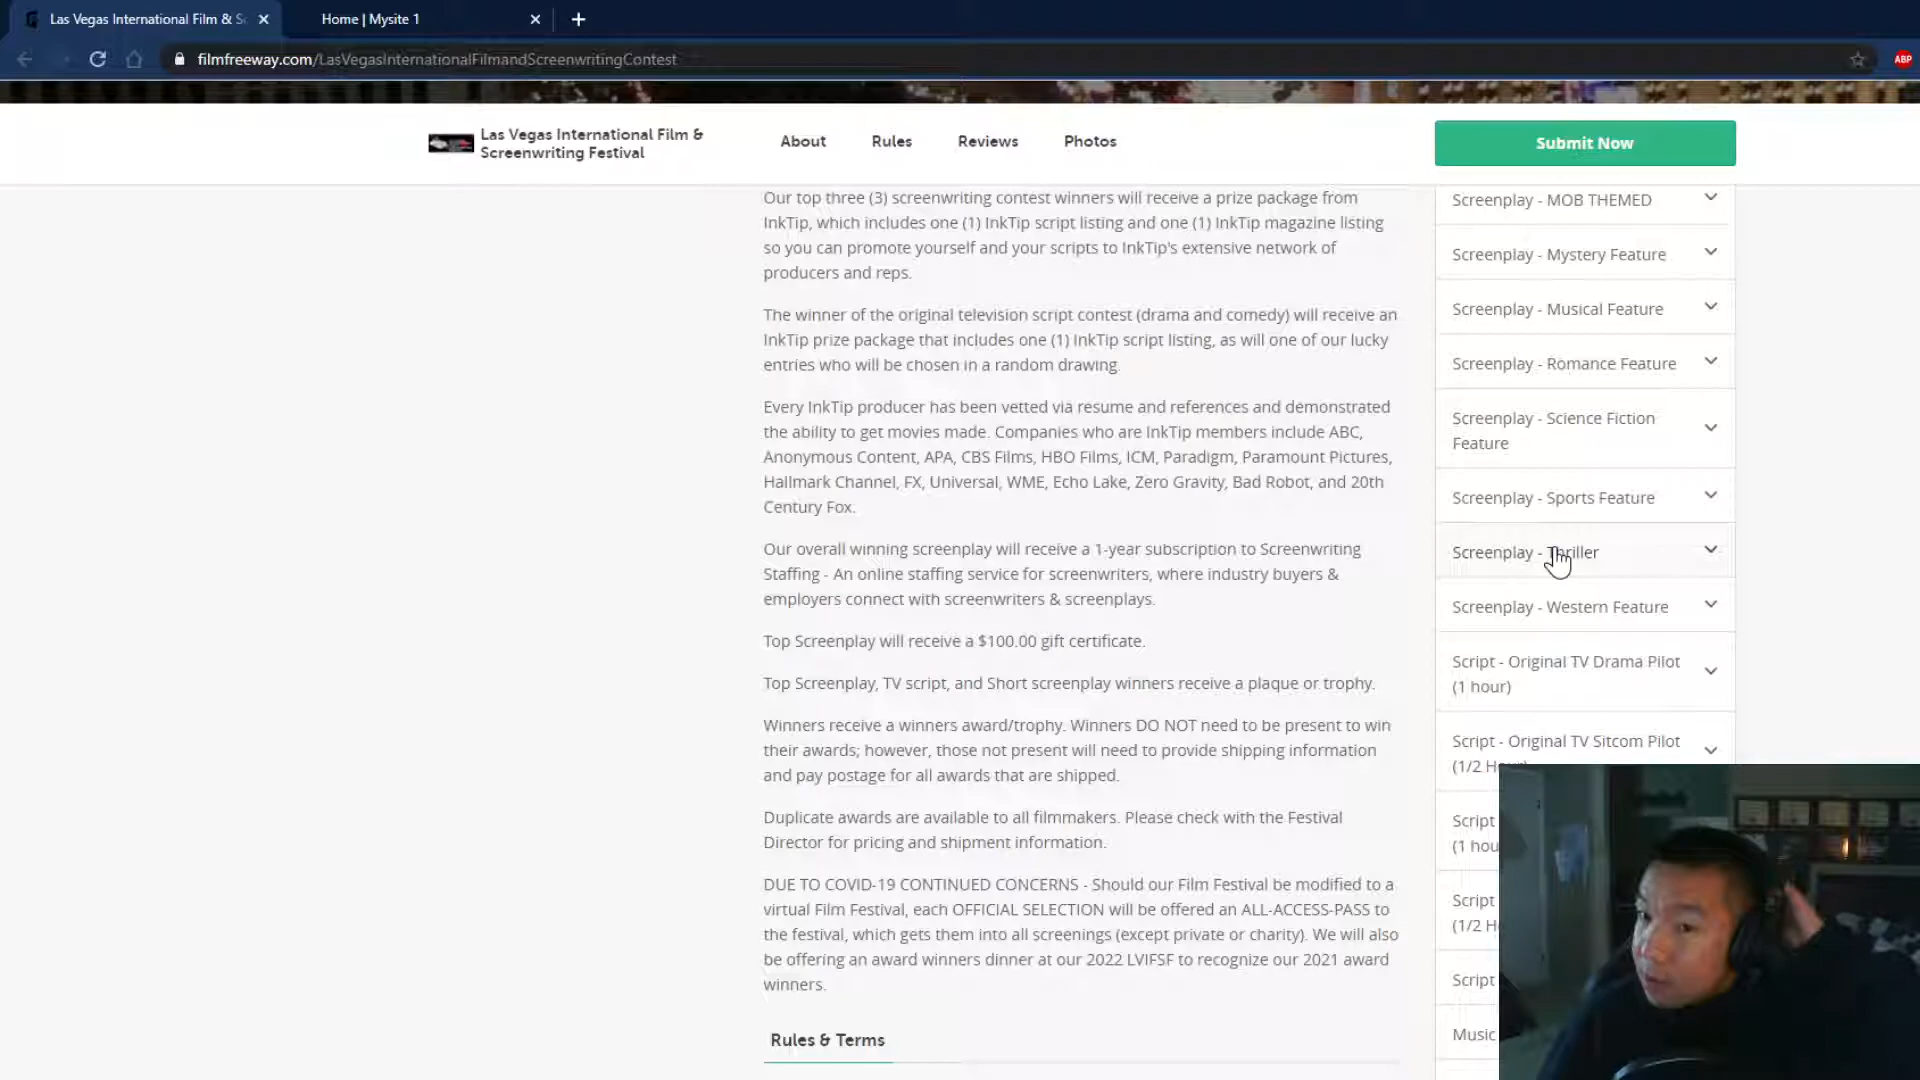 Las Vegas International Film & S
Home | Mysite 1
filmfreeway.com/LasVegasInternationalFilmandScreenwritingContest
ABP
Las Vegas International Film &
Screenwriting Festival
About
Rules
Reviews
Photos
Submit Now
Our top three (3) screenwriting contest winners will receive a prize package from
InkTip, which includes one (1) InkTip script listing and one (1) InkTip magazine listing
so you can promote yourself and your scripts to InkTip's extensive network of
producers and reps.
The winner of the original television script contest (drama and comedy) will receive an
InkTip prize package that includes one (1) InkTip script listing, as will one of our lucky
entries who will be chosen in a random drawing.
Every InkTip producer has been vetted via resume and references and demonstrated
the ability to get movies made. Companies who are InkTip members include ABC,
Anonymous Content, APA, CBS Films, HBO Films, ICM, Paradigm, Paramount Pictures,
Hallmark Channel, FX, Universal, WME, Echo Lake, Zero Gravity, Bad Robot, and 20th
Century Fox.
Our overall winning screenplay will receive a 1-year subscription to Screenwriting
Staffing - An online staffing service for screenwriters, where industry buyers &
employers connect with screenwriters & screenplays.
Top Screenplay will receive a $100.00 gift certificate.
Top Screenplay, TV script, and Short screenplay winners receive a plaque or trophy.
Winners receive a winners award/trophy. Winners DO NOT need to be present to win
their awards; however, those not present will need to provide shipping information
and pay postage for all awards that are shipped.
Duplicate awards are available to all filmmakers. Please check with the Festival
Director for pricing and shipment information.
DUE TO COVID-19 CONTINUED CONCERNS - Should our Film Festival be modified to a
virtual Film Festival, each OFFICIAL SELECTION will be offered an ALL-ACCESS-PASS to
the festival, which gets them into all screenings (except private or charity). We will also
be offering an award winners dinner at our 2022 LVIFSF to recognize our 2021 award
winners.
Rules & Terms
Screenplay - MOB THEMED
Screenplay - Mystery Feature
Screenplay - Musical Feature
Screenplay - Romance Feature
Screenplay - Science Fiction
Feature
Screenplay - Sports Feature
Screenplay - Thriller
Screenplay - Western Feature
Script - Original TV Drama Pilot
(1 hour)
Script - Original TV Sitcom Pilot
(1/2 Hour)
Script
(1 hou
Script
(1/2 H
Script
Music